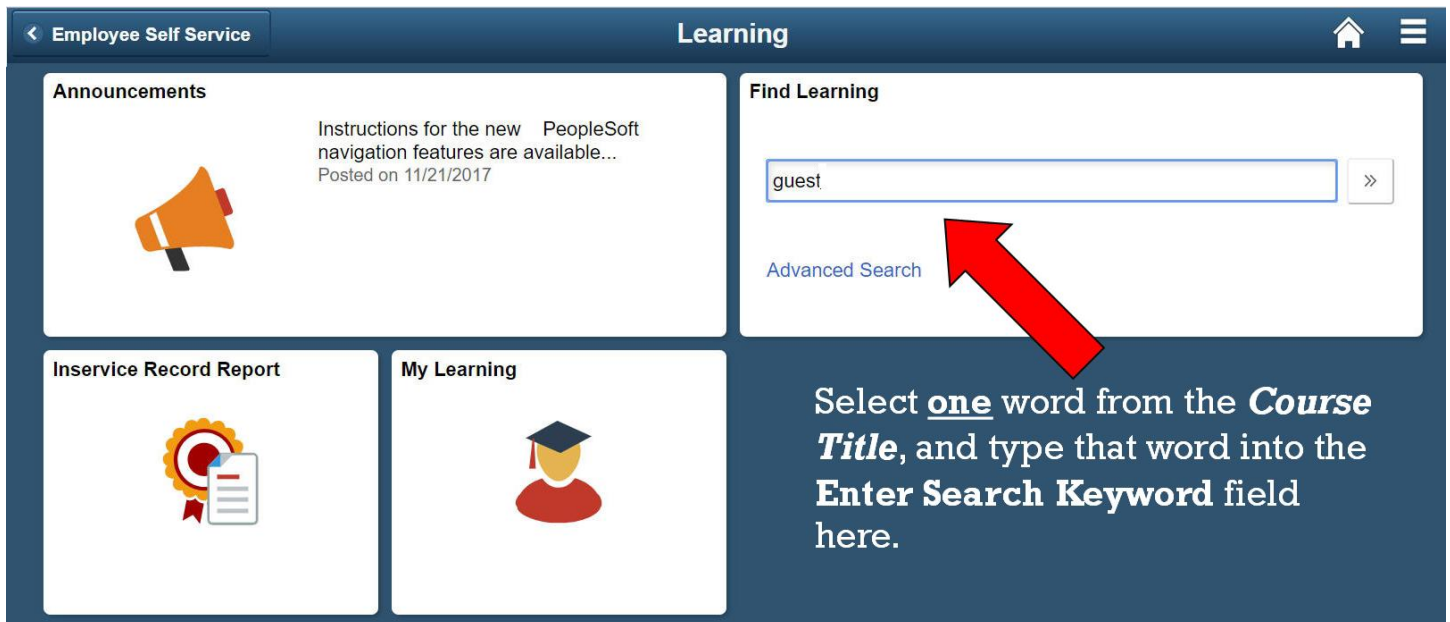 Employee Self Service
Learning
Announcements
Instructions for the new PeopleSoft
navigation features are available...
Posted on 11/21/2017
Find Learning
guest
»
Advanced Search
Inservice Record Report
My Learning
Select one word from the Course
Title, and type that word into the
Enter Search Keyword field
here.